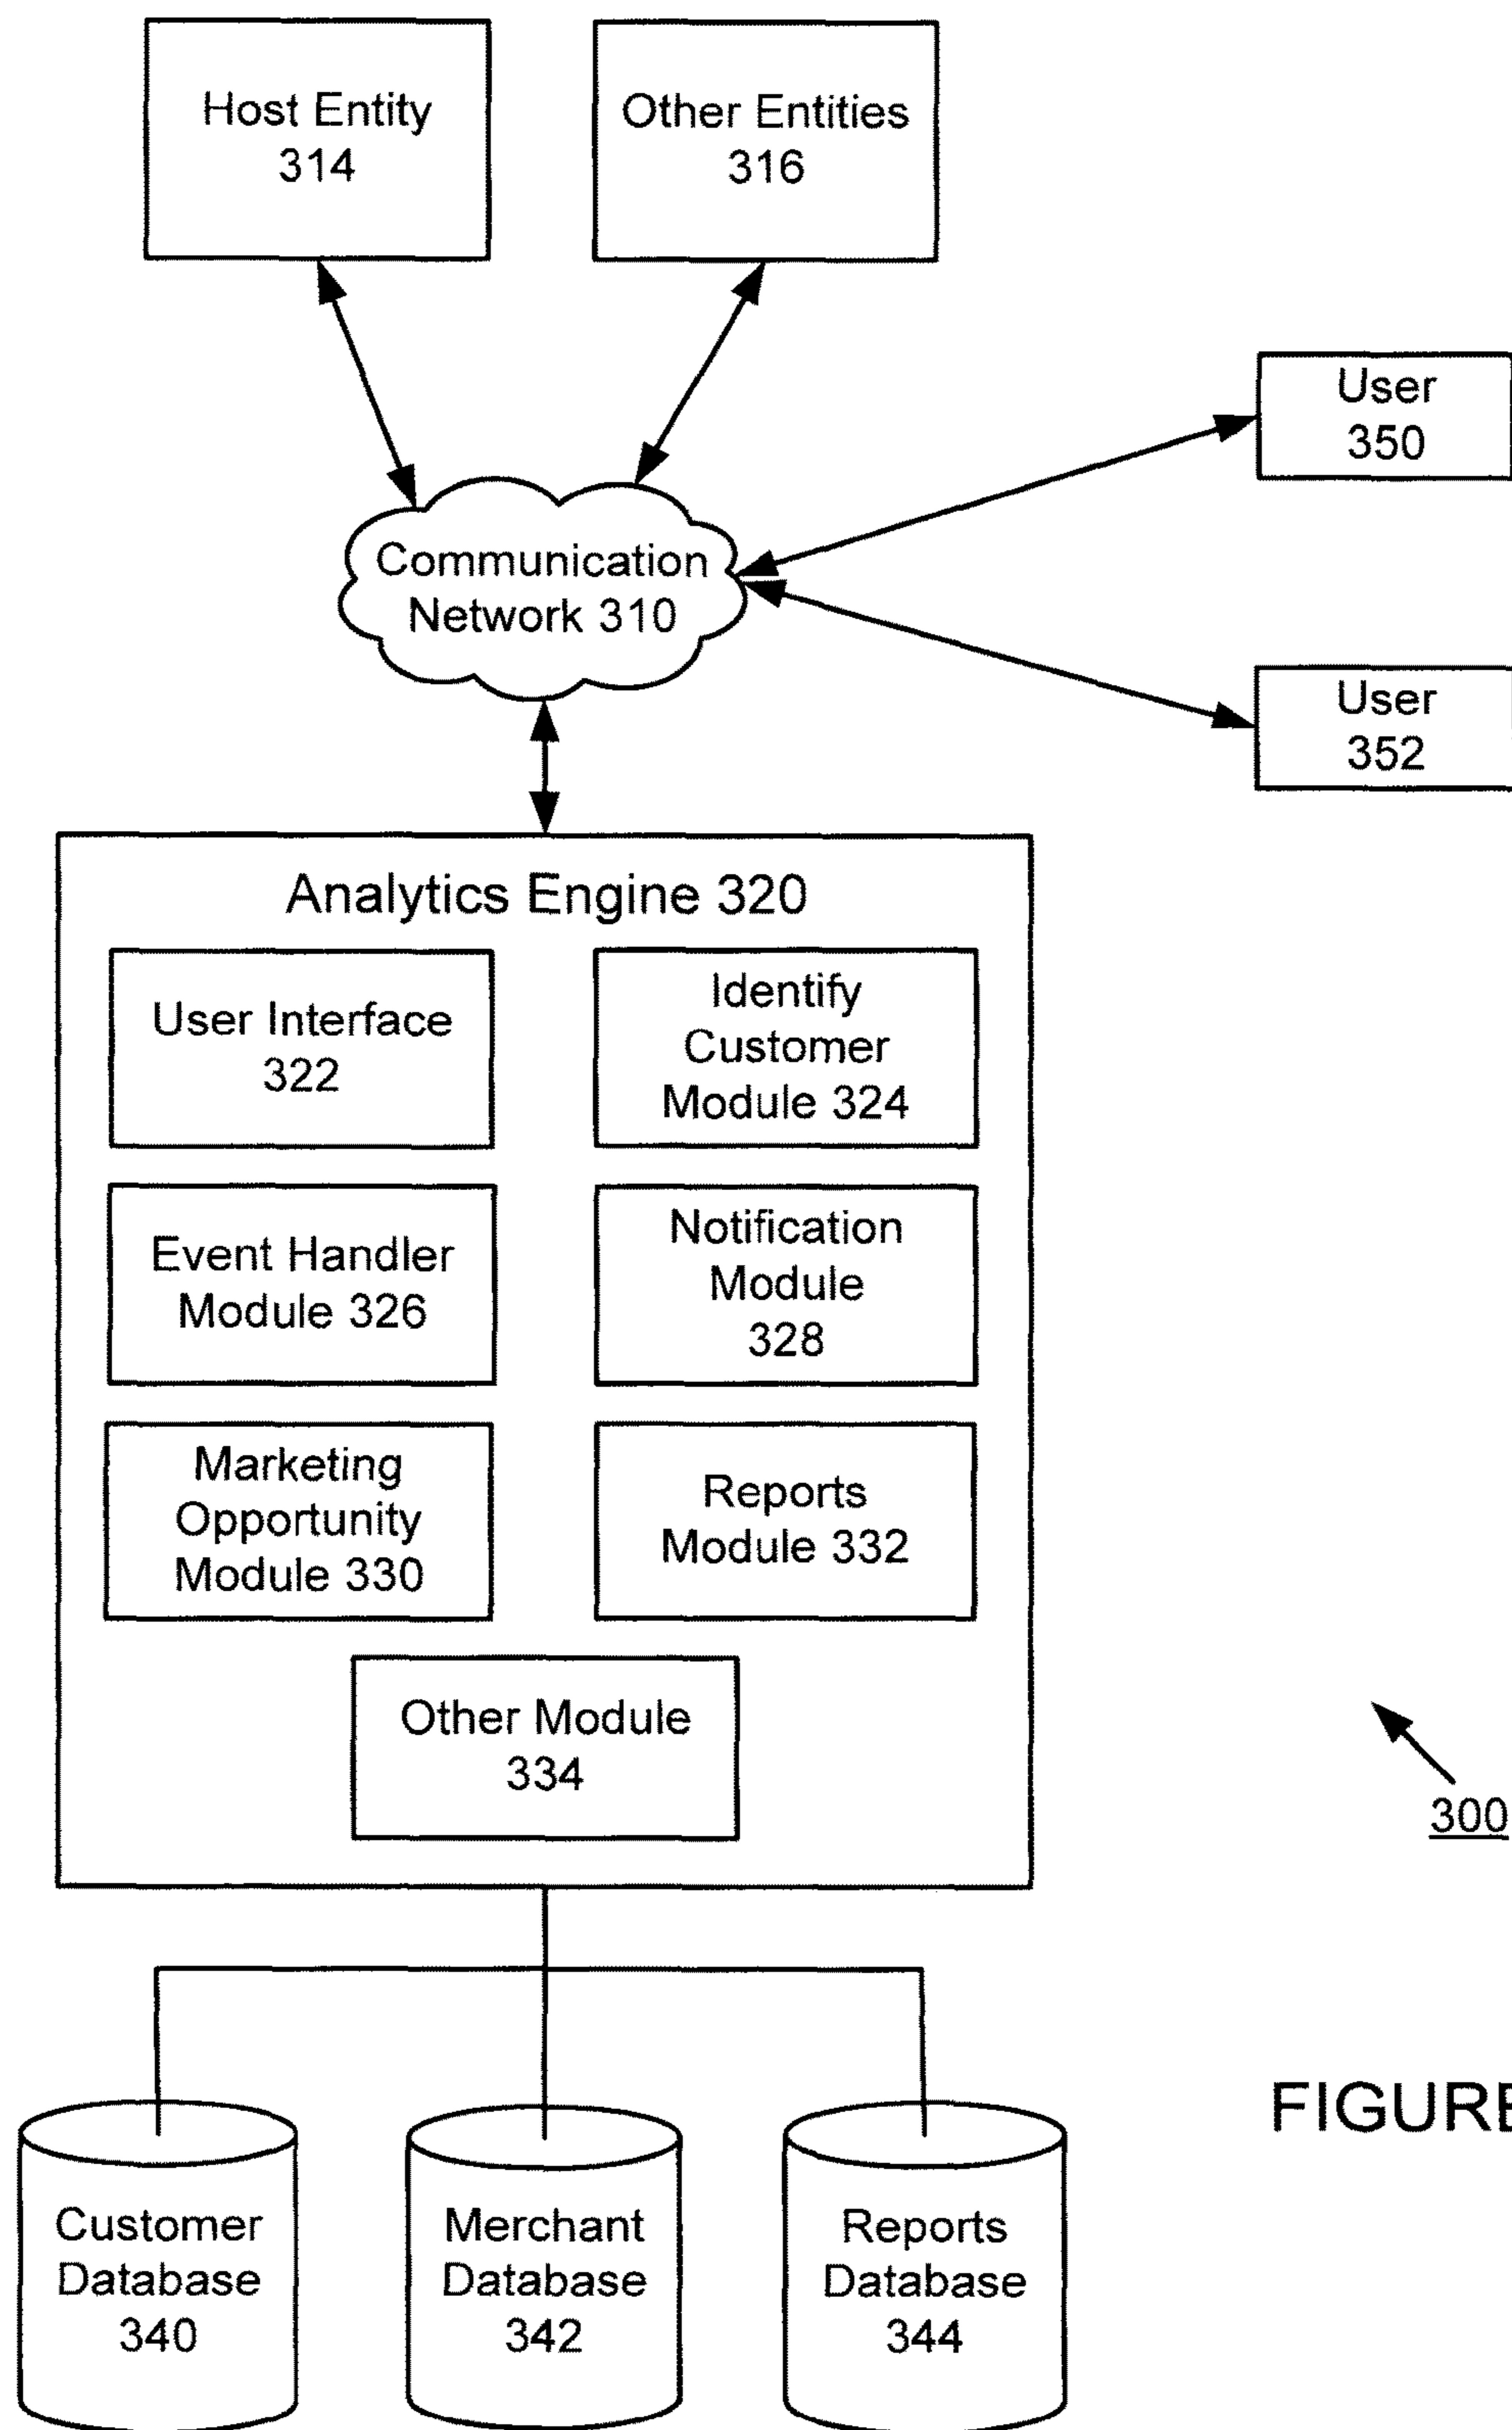 Host Entity
314
Other Entities
316
User
350
Communication
Network 310
User
352
Analytics Engine 320
User Interface
322
Identify
Customer
Module 324
Event Handler
Module 326
Notification
Module
328
Marketing
Opportunity
Module 330
Reports
Module 332
Other Module
334
300
FIGURE
Customer
Database
340
Merchant
Database
342
Reports
Database
344